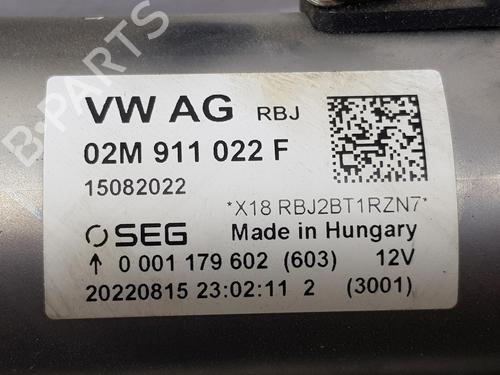 VW AG RBJ
02M 911 022 F
15082022
*X18 RBJ2BT1RZN7*
SEG Made in Hungary
↑ 0 001 179 602 (603) 12V
20220815 23:02:11 2 (3001)
B-PARTS